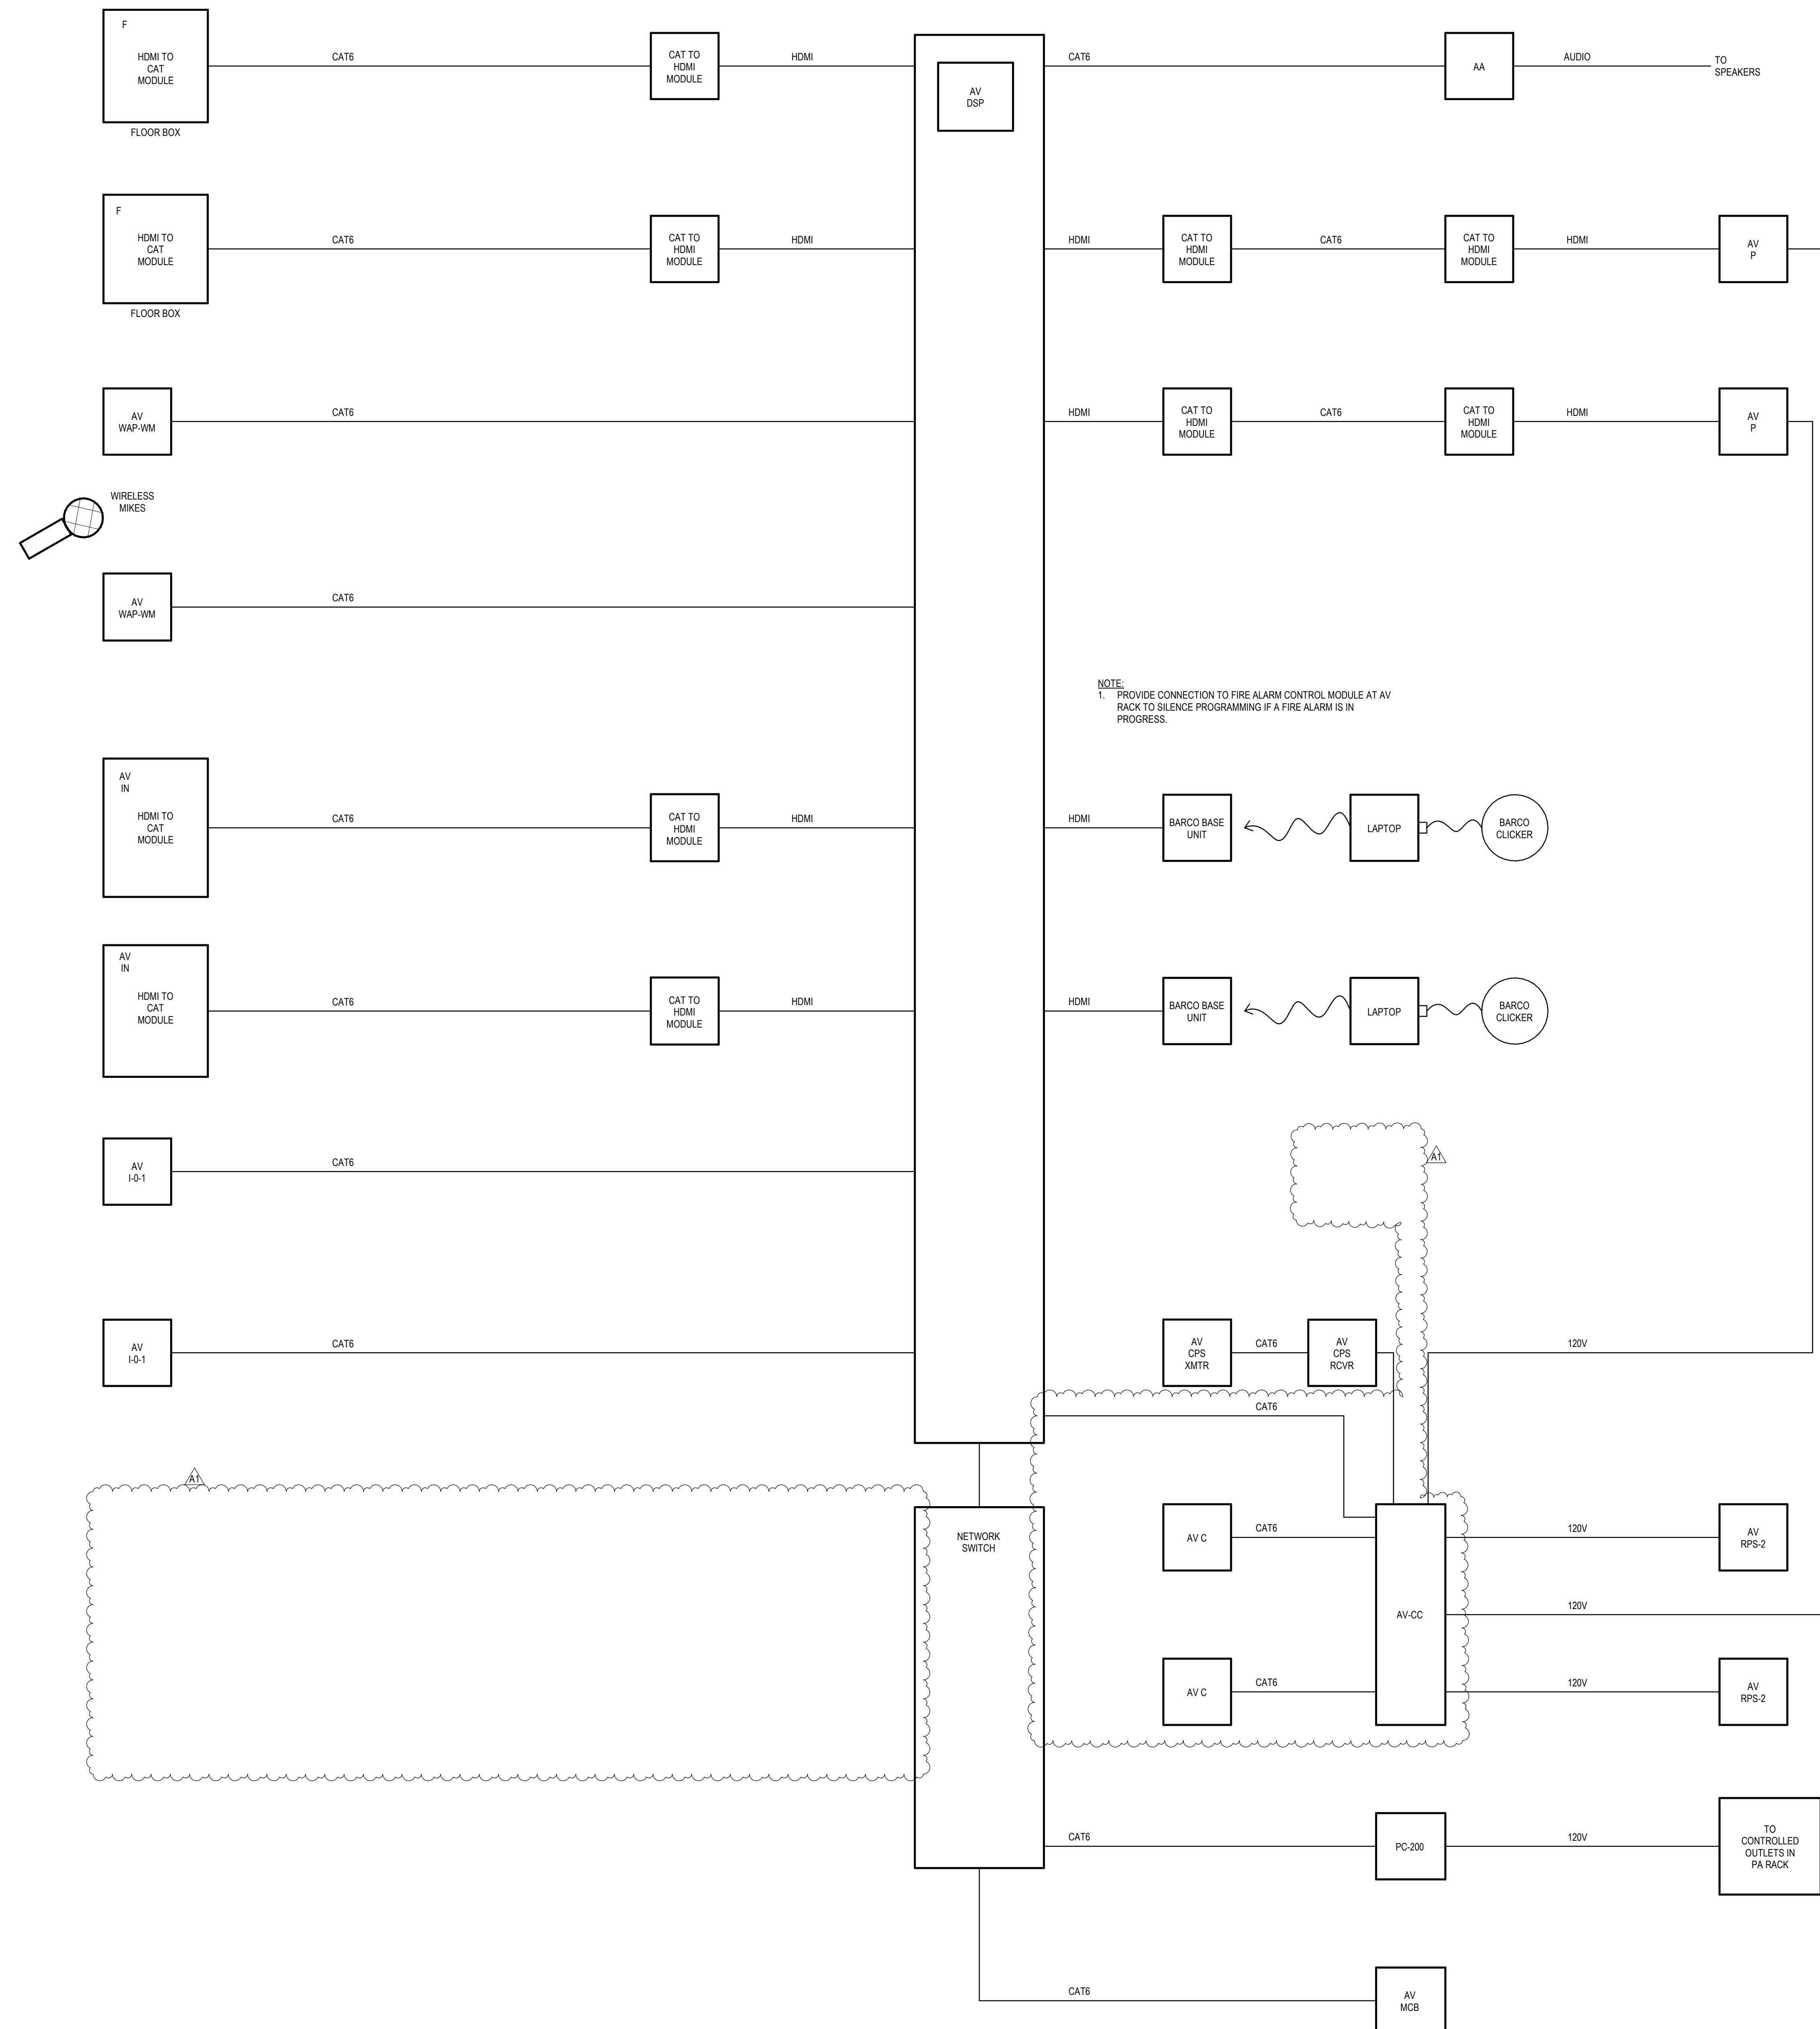 F
HDMI TO
CAT
MODULE
FLOOR BOX
CAT6
CAT TO
HDMI
MODULE
HDMI
AV
DSP
CAT6
AA
AUDIO
TO
SPEAKERS
F
HDMI TO
CAT
MODULE
FLOOR BOX
CAT6
CAT TO
HDMI
MODULE
HDMI
HDMI
CAT TO
HDMI
MODULE
CAT6
CAT TO
HDMI
MODULE
HDMI
AV
P
AV
WAP-WM
CAT6
HDMI
CAT TO
HDMI
MODULE
CAT6
CAT TO
HDMI
MODULE
HDMI
AV
P
WIRELESS
MIKES
AV
WAP-WM
CAT6
NOTE:
1. PROVIDE CONNECTION TO FIRE ALARM CONTROL MODULE AT AV
RACK TO SILENCE PROGRAMMING IF A FIRE ALARM IS IN
PROGRESS.
AV
IN
HDMI TO
CAT
MODULE
CAT6
CAT TO
HDMI
MODULE
HDMI
HDMI
BARCO BASE
UNIT
LAPTOP
BARCO
CLICKER
AV
IN
HDMI TO
CAT
MODULE
CAT6
CAT TO
HDMI
MODULE
HDMI
HDMI
BARCO BASE
UNIT
LAPTOP
BARCO
CLICKER
AV
I-0-1
CAT6
A1
AV
I-0-1
CAT6
AV
CPS
XMTR
CAT6
AV
CPS
RCVR
120V
CAT6
A1
NETWORK
SWITCH
AV C
CAT6
120V
AV
RPS-2
AV-CC
120V
AV C
CAT6
120V
AV
RPS-2
CAT6
PC-200
120V
TO
CONTROLLED
OUTLETS IN
PA RACK
CAT6
AV
MCB